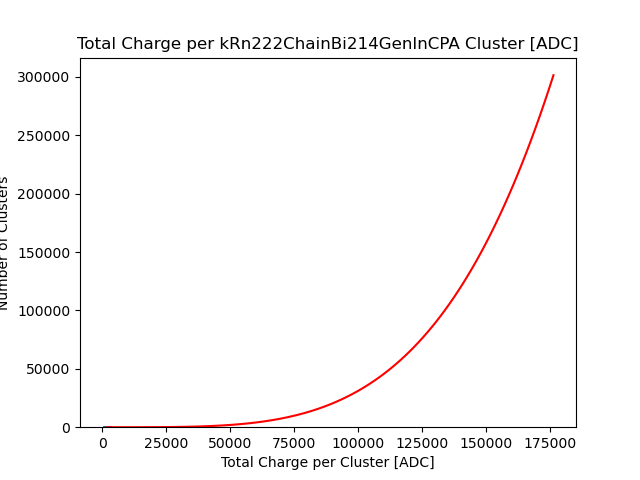 Total Charge per kRn222ChainBi214GenInCPA Cluster [ADC]
Number of Clusters
300000
250000
200000
150000
100000
50000
0
0 25000 50000 75000 100000 125000 150000 175000
Total Charge per Cluster [ADC]